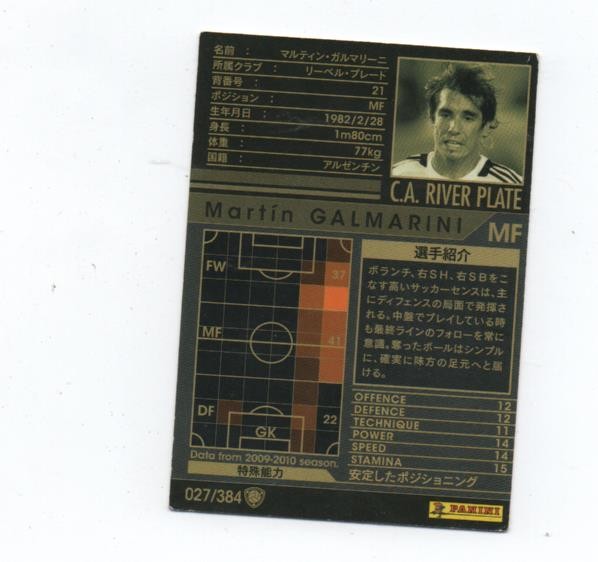 名前 : マルティン・ガルマリーニ
所属クラブ : リーベル・プレート
背番号 : 21
ポジション : MF
生年月日 : 1982/2/28
身長 : 1m80cm
体重 : 77kg
国籍 : アルゼンチン
C.A. RIVER PLATE
Martín GALMARINI
MF
FW
37
MF
41
DF
22
GK
Data from 2009-2010 season.
選手紹介
ボランチ、右SH、右SBをこ
なす高いサッカーセンスは、主
にディフェンスの局面で発揮さ
れる。中盤でプレイしている時
も最終ラインのフォローを常に
意識。奪ったボールはシンプル
に、確実に味方の足元へと届
ける。
OFFENCE 12
DEFENCE 12
TECHNIQUE 11
POWER 14
SPEED 14
STAMINA 15
特殊能力
安定したポジショニング
027/384
PANINI